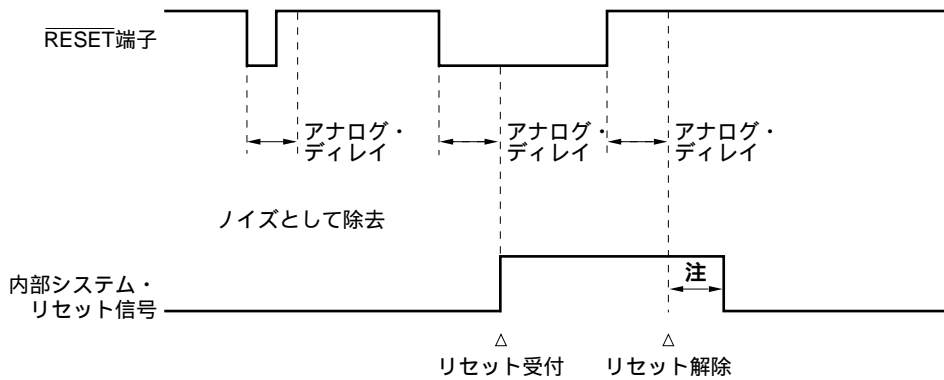 RESET端子
アナログ・
ディレイ
アナログ・
ディレイ
アナログ・
ディレイ
ノイズとして除去
内部システム・
リセット信号
注
△
△
リセット受付
リセット解除